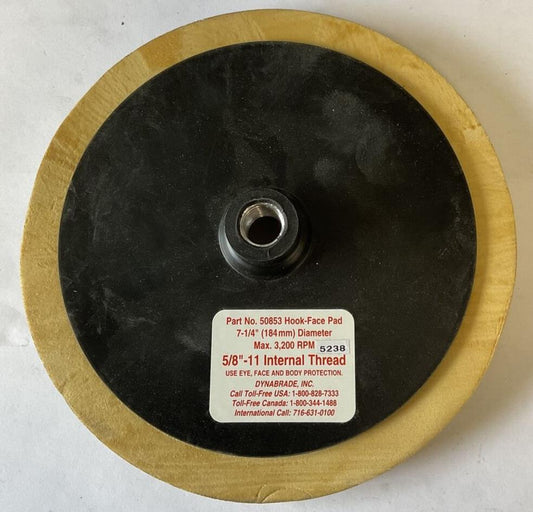 Part No. 50853 Hook-Face Pad
7-1/4" (184mm) Diameter
Max. 3,200 RPM 5238
5/8"-11 Internal Thread
USE EYE, FACE AND BODY PROTECTION.
DYNABRADE, INC.
Call Toll-Free USA: 1-800-828-7333
Toll-Free Canada: 1-800-344-1488
International Call: 716-631-0100